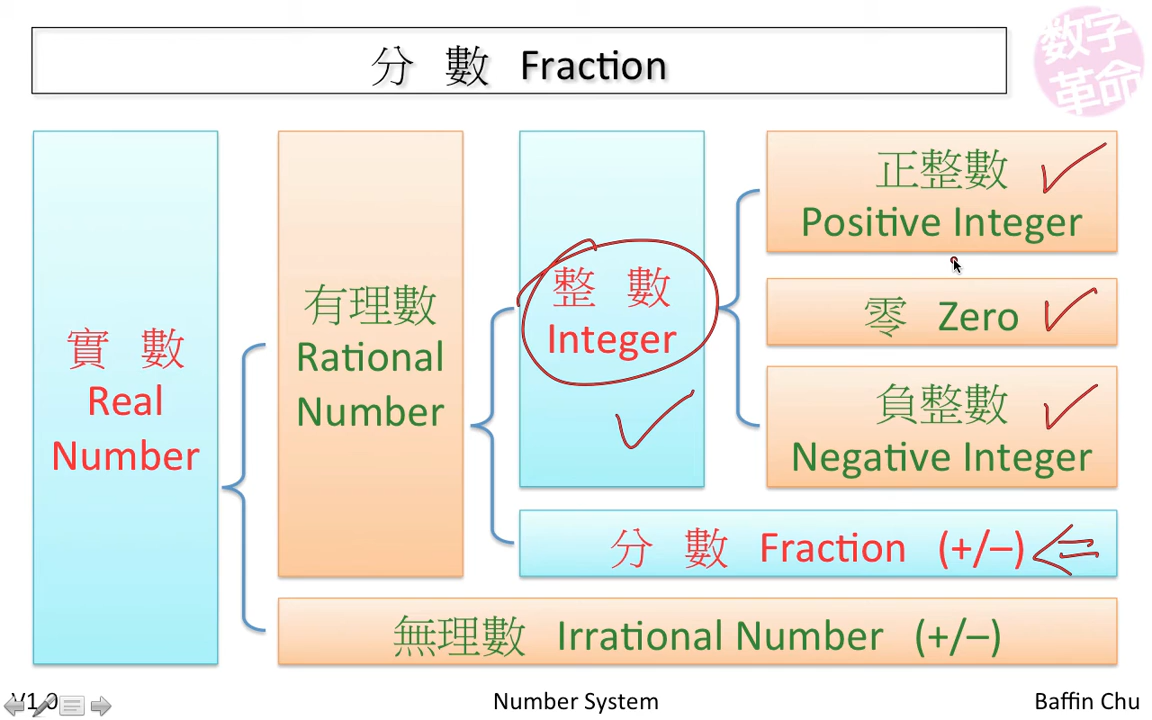 分 數 Fraction
数字
革命
實 數
Real
Number
有理數
Rational
Number
整 數
Integer
正整數
Positive Integer
零 Zero
負整數
Negative Integer
分 數 Fraction (+/−)
無理數 Irrational Number (+/−)
V1.0
Number System
Baffin Chu